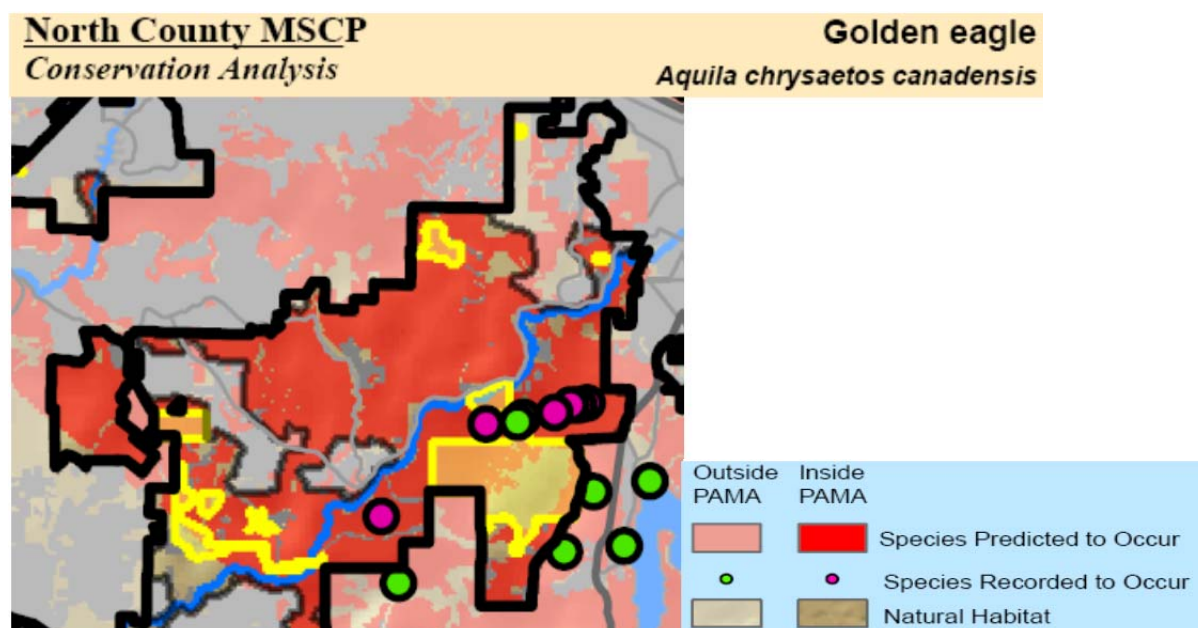 North County MSCP
Conservation Analysis
Golden eagle
Aquila chrysaetos canadensis
Outside PAMA
Inside PAMA
Species Predicted to Occur
Species Recorded to Occur
Natural Habitat